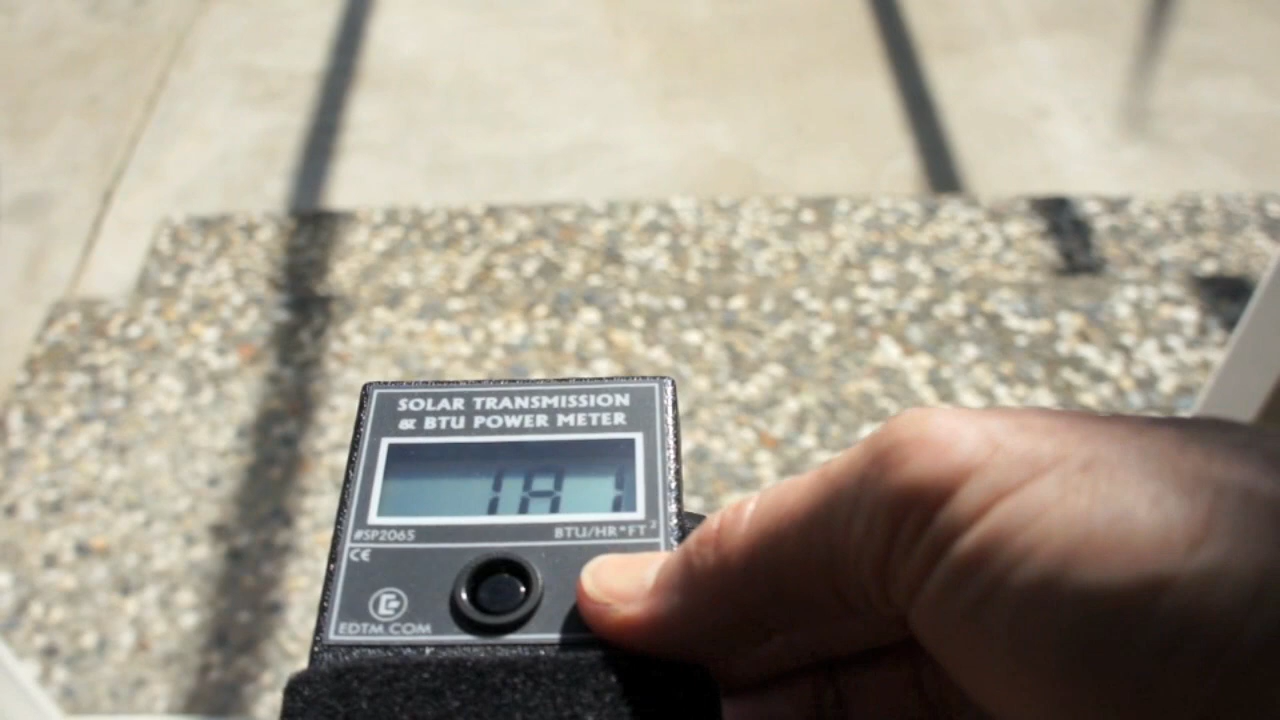 SOLAR TRANSMISSION
& BTU POWER METER
181
#SP2065 BTU/HR*FT²
CE
EDTM.COM